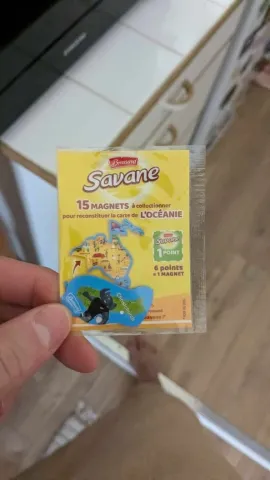 Brossard
Savane
15 MAGNETS à collectionner
pour reconstituer la carte de L'OCÉANIE
Savane
1
POINT
6 points
= 1 MAGNET